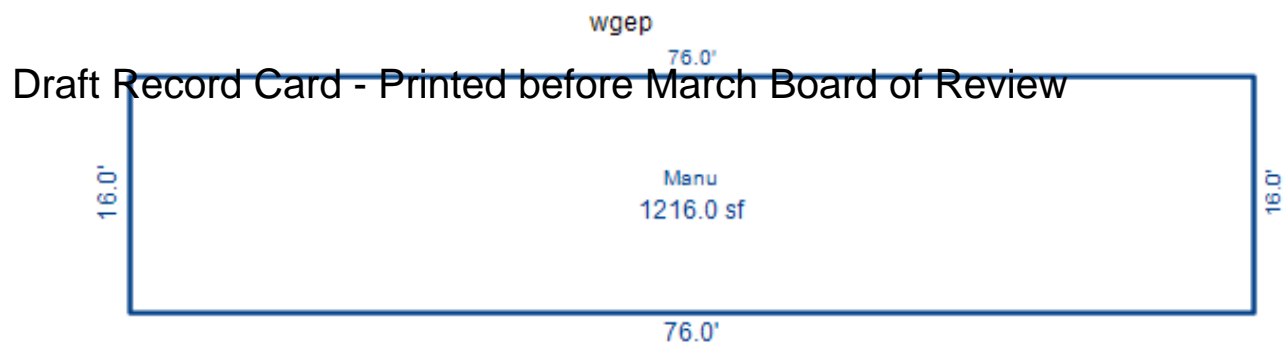 wgep
76.0'
Draft Record Card - Printed before March Board of Review
16.0'
Manu
1216.0 sf
16.0'
76.0'